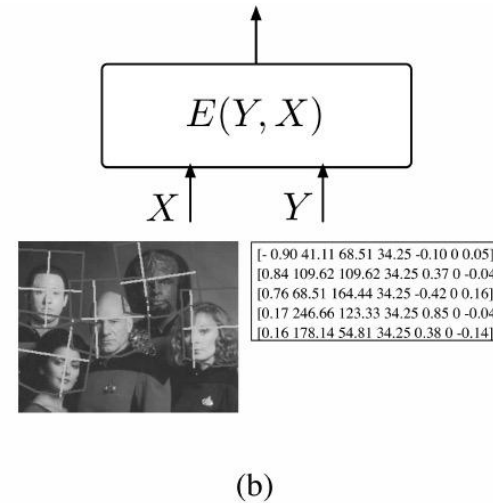 E(Y, X)
X Y
[- 0.90 41.11 68.51 34.25 -0.10 0 0.05]
[0.84 109.62 109.62 34.25 0.37 0 -0.04
[0.76 68.51 164.44 34.25 -0.42 0 0.16]
[0.17 246.66 123.33 34.25 0.85 0 -0.04
[0.16 178.14 54.81 34.25 0.38 0 -0.14]
(b)